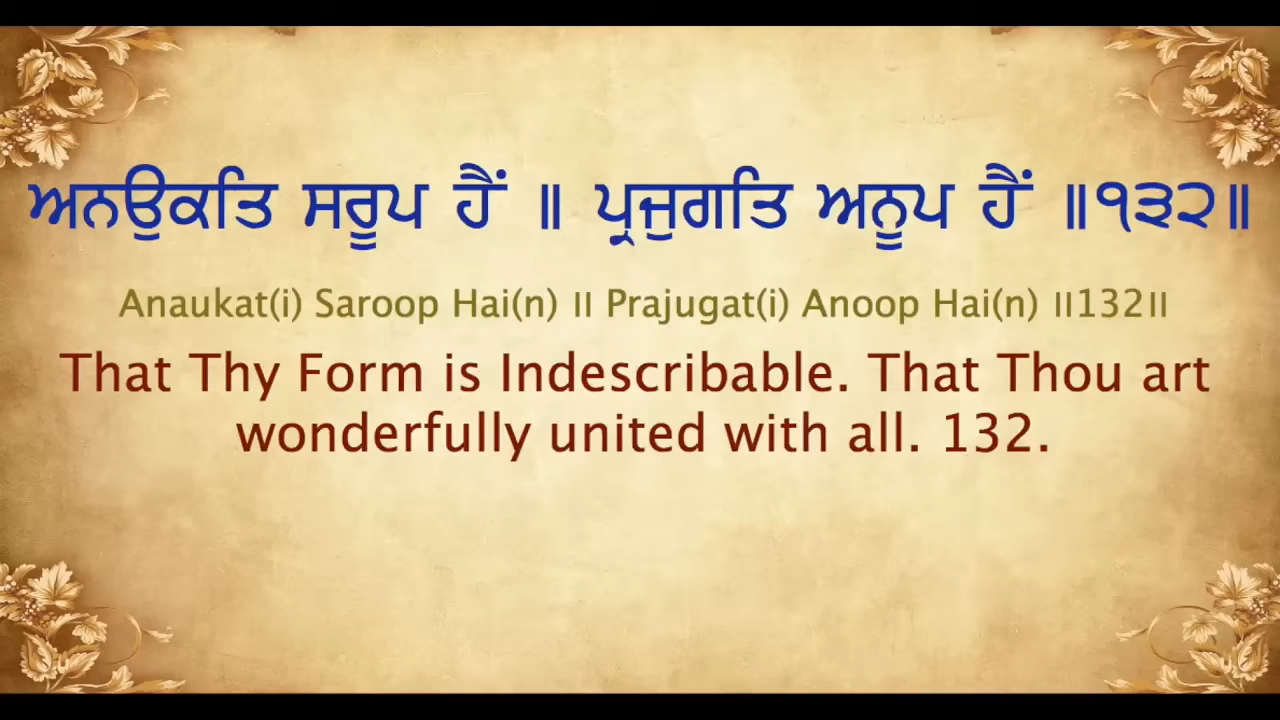 ਅਨਉਕਤਿ ਸਰੂਪ ਹੈਂ ॥ ਪ੍ਰਜੁਗਤਿ ਅਨੂਪ ਹੈਂ ॥੧੩੨॥
Anaukat(i) Saroop Hai(n) ॥ Prajugat(i) Anoop Hai(n) ॥132॥
That Thy Form is Indescribable. That Thou art
wonderfully united with all. 132.